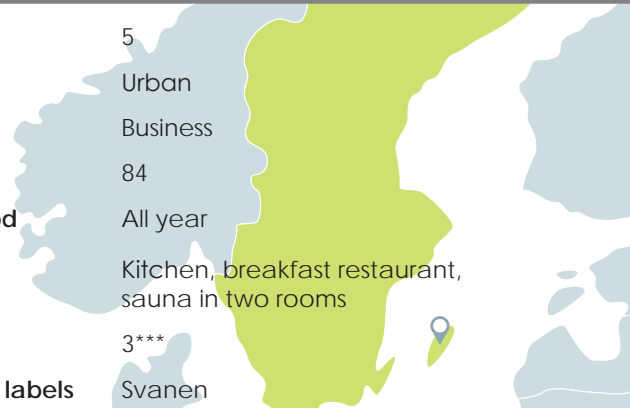 5
Urban
Business
84
od All year
Kitchen, breakfast restaurant,
sauna in two rooms
3***
labels Svanen